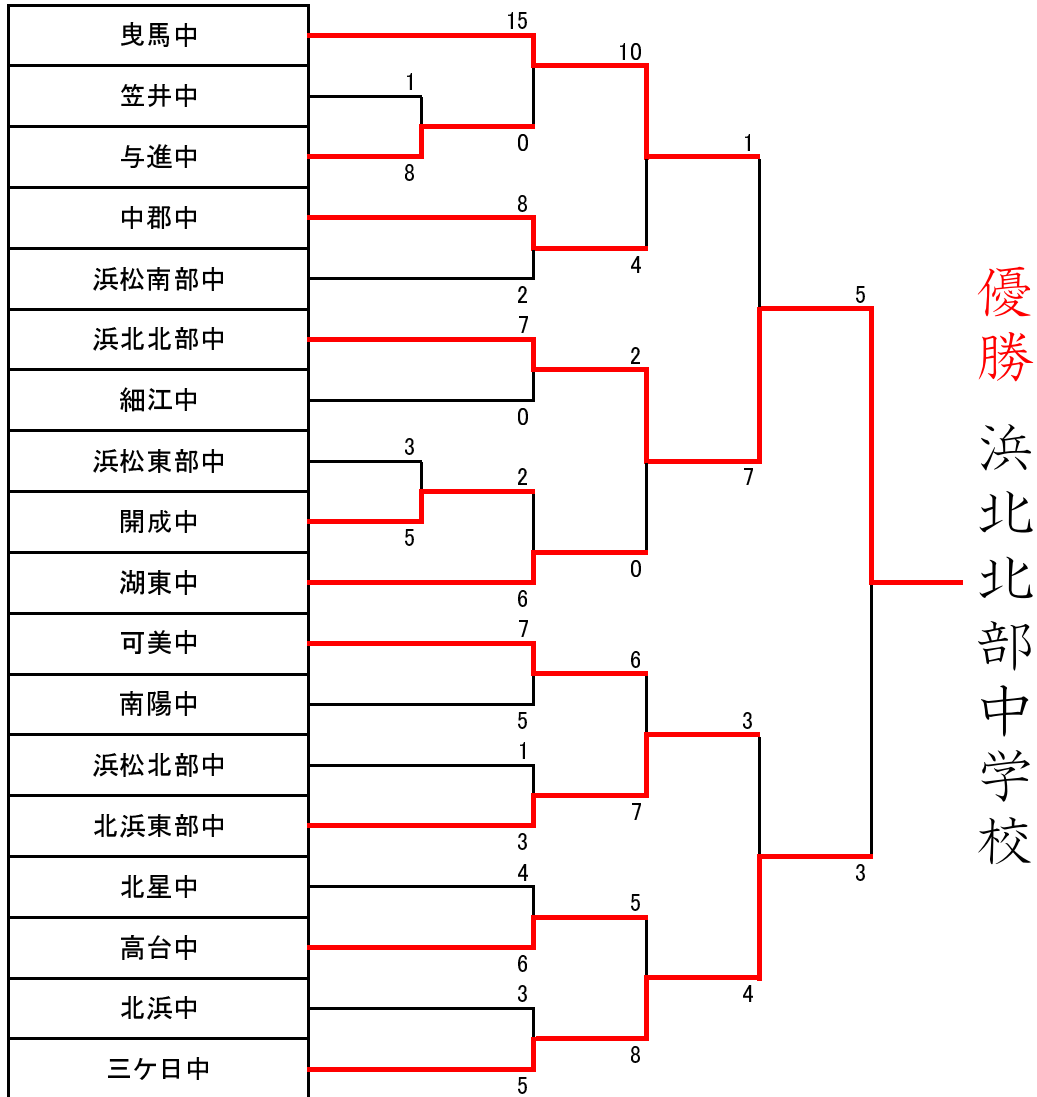 曳馬中
笠井中
与進中
中郡中
浜松南部中
浜北北部中
細江中
浜松東部中
開成中
湖東中
可美中
南陽中
浜松北部中
北浜東部中
北星中
高台中
北浜中
三ケ日中
15
10
1
1
0
8
8
4
2
7
5
2
0
3
7
2
5
0
6
7
6
5
1
3
7
3
3
4
5
6
4
3
8
5
優勝 浜北北部中学校